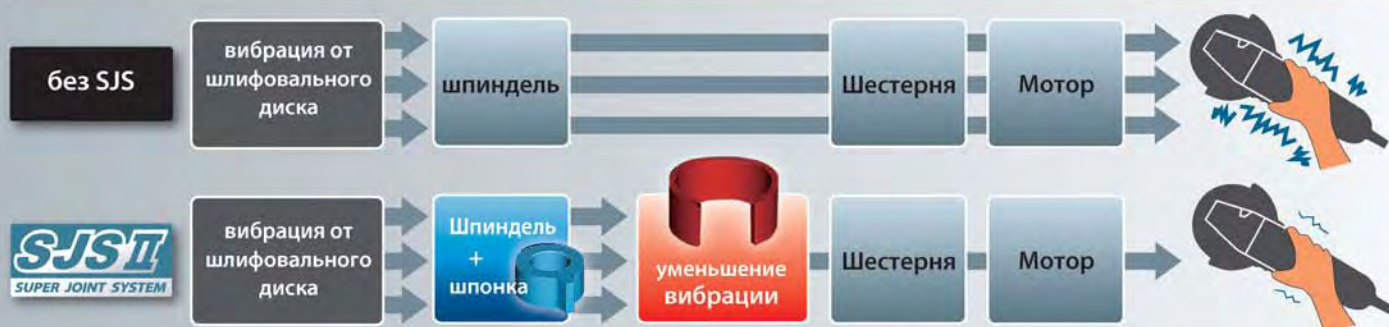 без SJS
вибрация от
шлифовального
диска
шпиндель
Шестерня
Мотор
SJS II
SUPER JOINT SYSTEM
вибрация от
шлифовального
диска
Шпиндель
+
шпонка
уменьшение
вибрации
Шестерня
Мотор